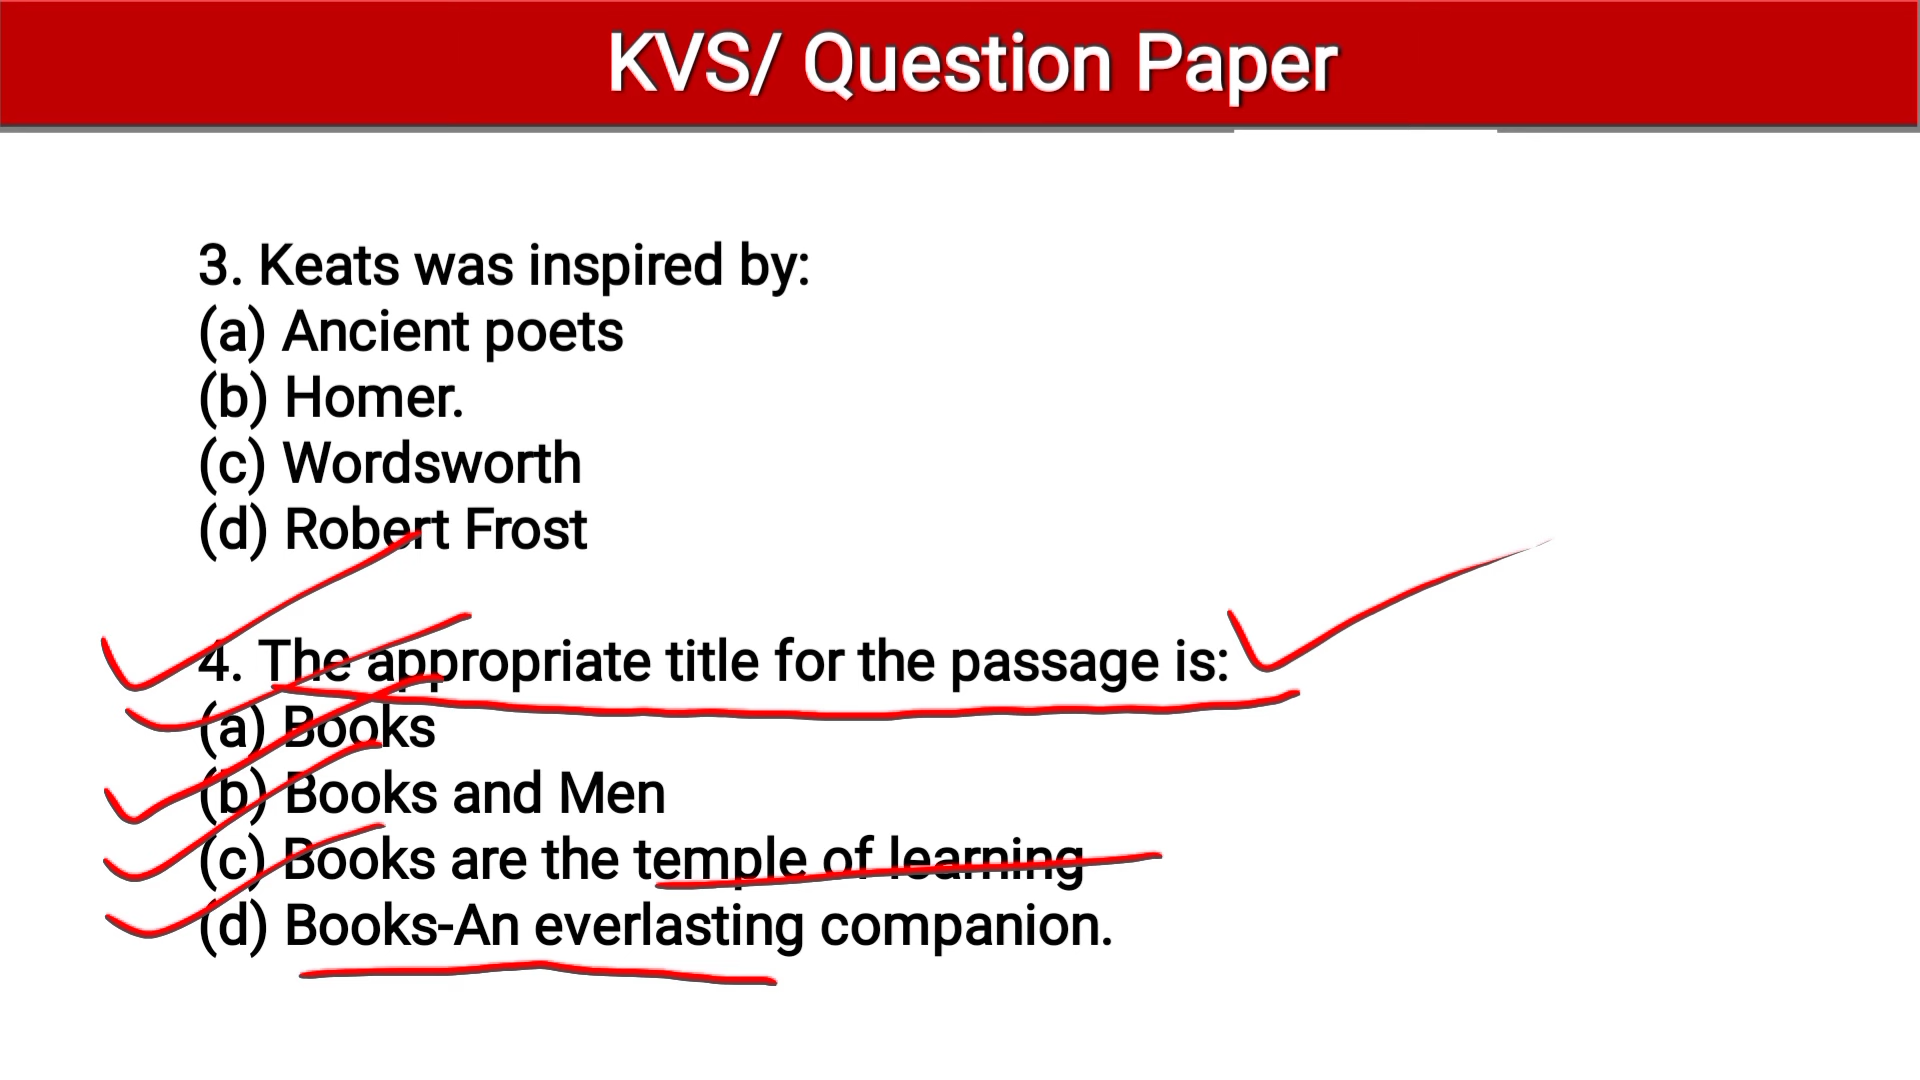 KVS/ Question Paper
3. Keats was inspired by:
(a) Ancient poets
(b) Homer.
(c) Wordsworth
(d) Robert Frost
4. The appropriate title for the passage is:
(a) Books
(b) Books and Men
(c) Books are the temple of learning
(d) Books-An everlasting companion.